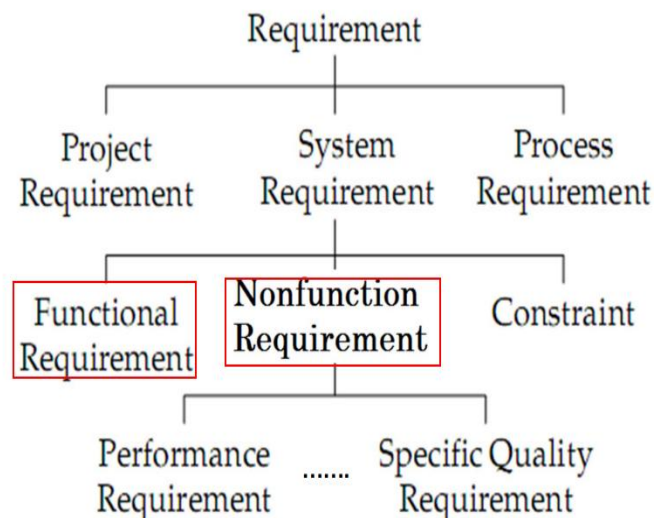 Requirement
Project
Requirement
System
Requirement
Process
Requirement
Functional
Requirement
Nonfunction
Requirement
Constraint
Performance
Requirement
.......
Specific Quality
Requirement